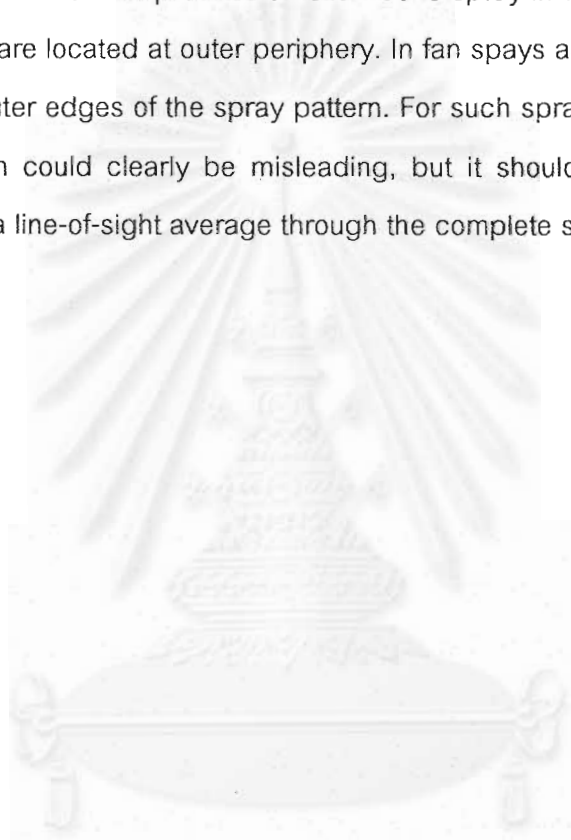 are located at outer periphery. In fan spays a
ter edges of the spray pattern. For such spra
could clearly be misleading, but it should
a line-of-sight average through the complete s